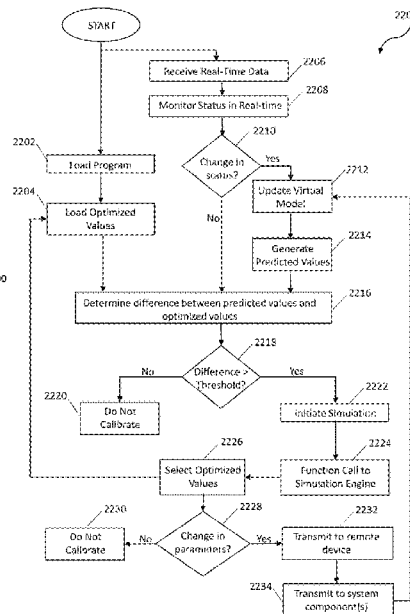 START
220
Receive Real-Time Data
2206
Monitor Status in Real-time
2208
2210
2202
Change in
status?
Yes
2212
Load Program
2204
Update Virtual
Model
Load Optimized
Values
No
2214
Generate
Predicted Values
00
2216
Determine difference between predicted values and
optimized values
2218
No
Difference >
Threshold?
Yes
2222
2220
Do Not
Calibrate
Initiate Simulation
2226
2224
Select Optimized
Values
Function Call to
Simulation Engine
2230
2228
2232
Do Not
Calibrate
No
Change in
parameters?
Yes
Transmit to remote
device
2234
Transmit to system
component(s)